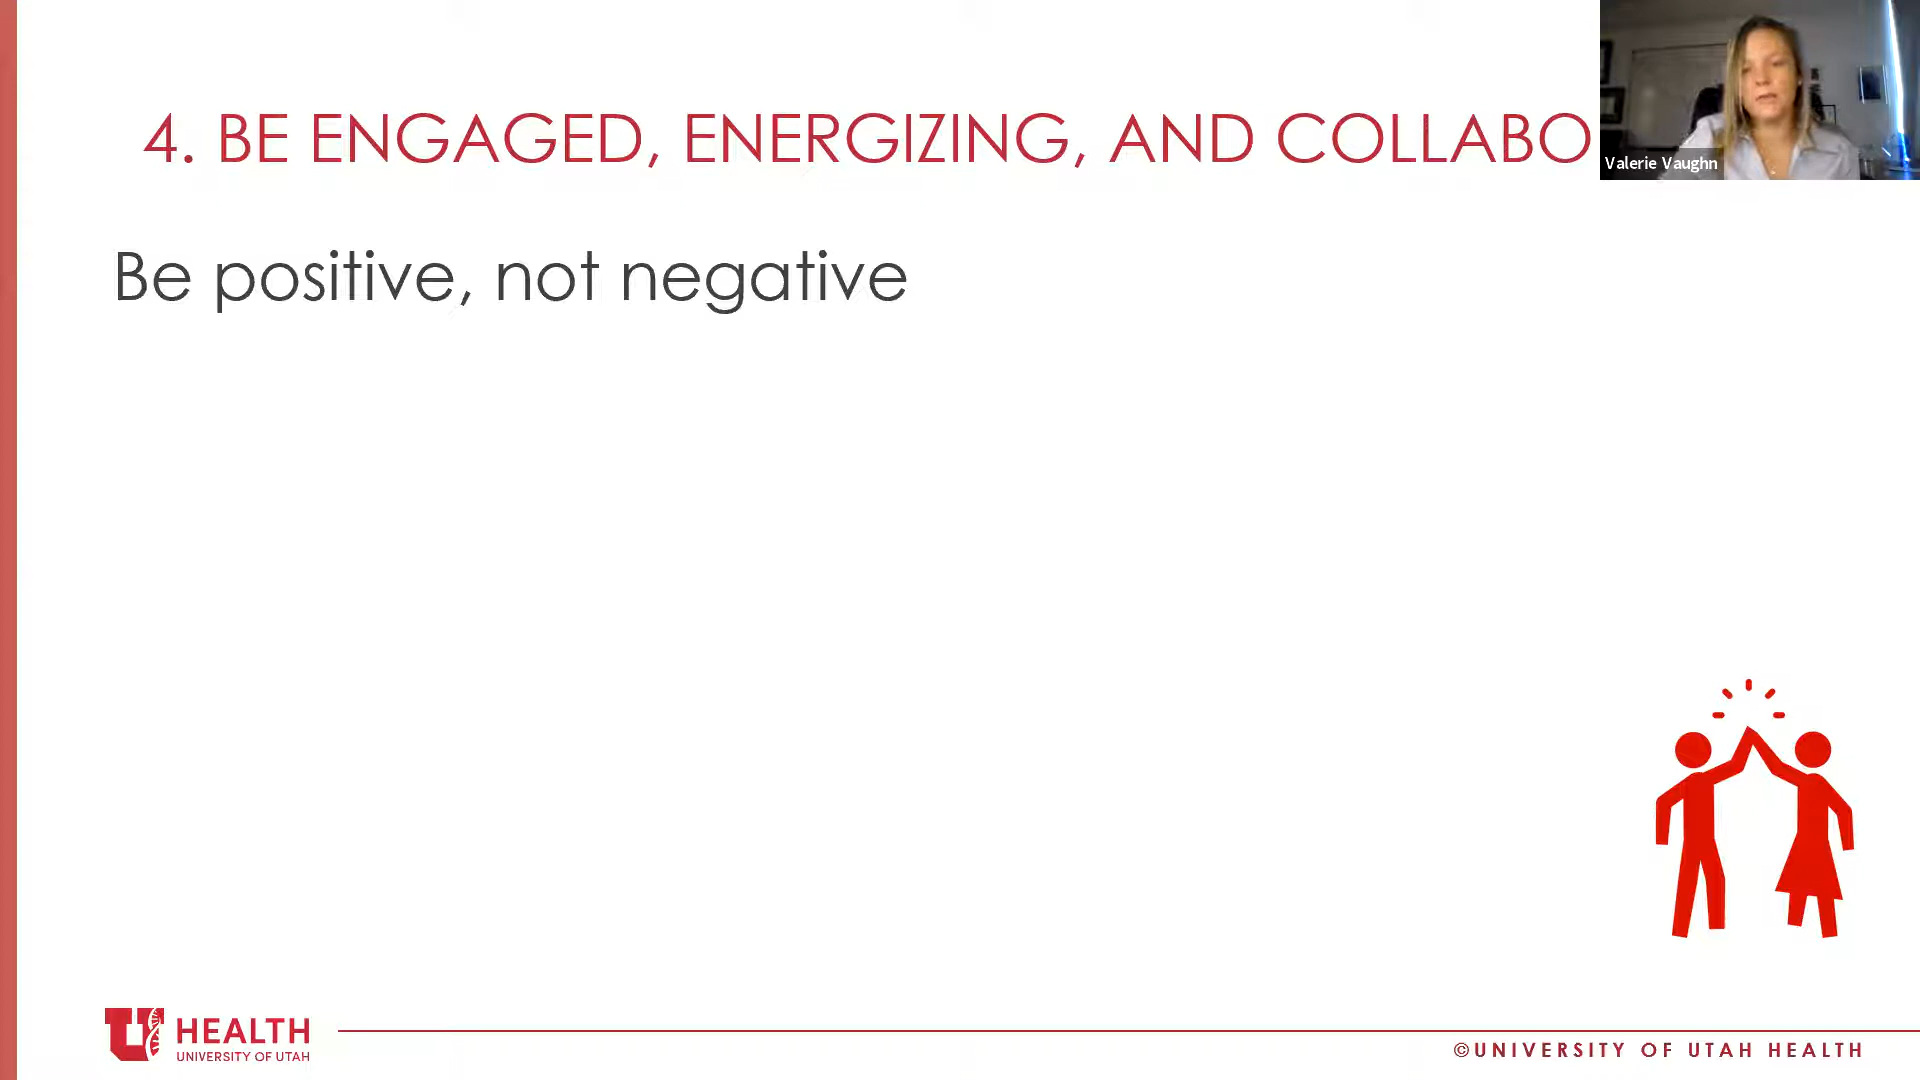 4. BE ENGAGED, ENERGIZING, AND COLLABO
Valerie Vaughn
Be positive, not negative
U HEALTH
UNIVERSITY OF UTAH
©UNIVERSITY OF UTAH HEALTH